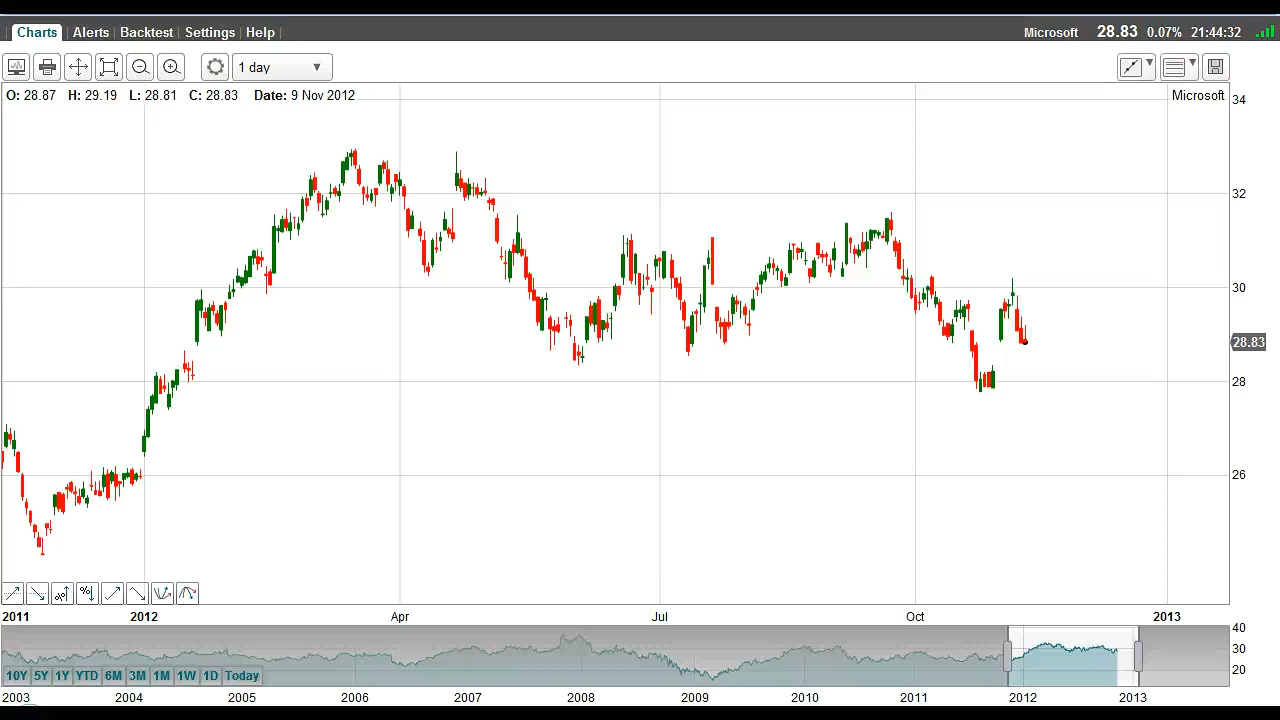 Charts Alerts Backtest Settings Help Microsoft 28.83 0.07% 21:44:32
1 day
O: 28.87 H: 29.19 L: 28.81 C: 28.83 Date: 9 Nov 2012 Microsoft
34
32
30
28.83
28
26
2011 2012 Apr Jul Oct 2013
40
30
20
10Y 5Y 1Y YTD 6M 3M 1M 1W 1D Today
2003 2004 2005 2006 2007 2008 2009 2010 2011 2012 2013